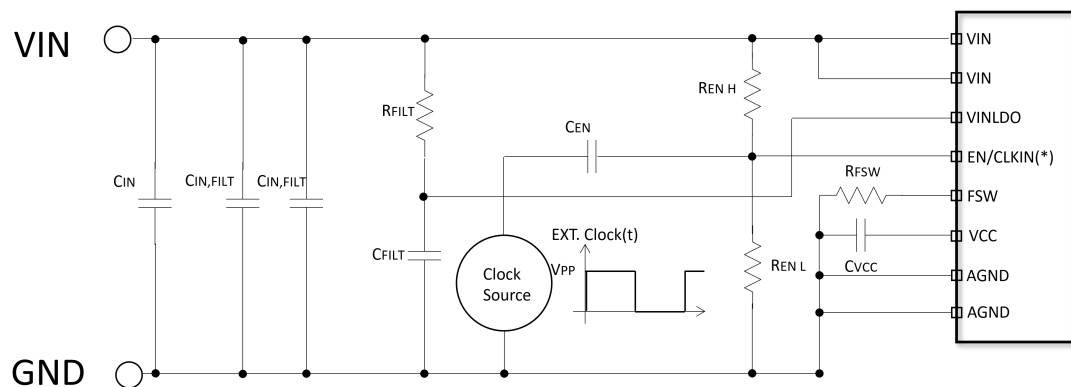 VIN
VIN
VIN
RFILT
REN H
CEN
VINLDO
EN/CLKIN(*)
CIN
CIN,FILT
CIN,FILT
RFSW
FSW
EXT. Clock(t)
VCC
CFILT
VPP
Clock
Source
REN L
CVCC
AGND
AGND
GND